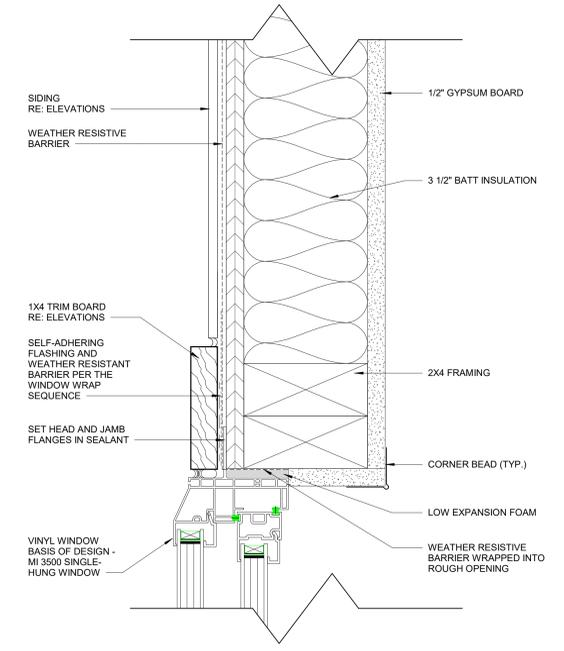 SIDING
RE: ELEVATIONS
WEATHER RESISTIVE
BARRIER
1X4 TRIM BOARD
RE: ELEVATIONS
SELF-ADHERING
FLASHING AND
WEATHER RESISTANT
BARRIER PER THE
WINDOW WRAP
SEQUENCE
SET HEAD AND JAMB
FLANGES IN SEALANT
VINYL WINDOW
BASIS OF DESIGN -
MI 3500 SINGLE-
HUNG WINDOW
1/2" GYPSUM BOARD
3 1/2" BATT INSULATION
2X4 FRAMING
CORNER BEAD (TYP.)
LOW EXPANSION FOAM
WEATHER RESISTIVE
BARRIER WRAPPED INTO
ROUGH OPENING